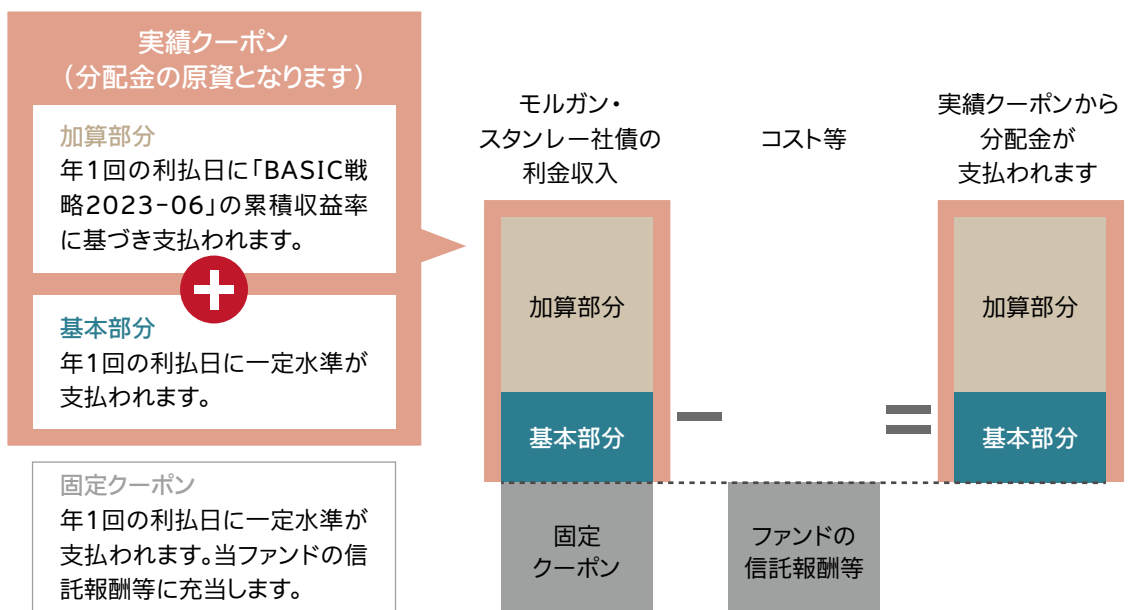 実績クーポン
(分配金の原資となります)
加算部分
年1回の利払日に「BASIC戦
略2023-06」の累積収益率
に基づき支払われます。
基本部分
年1回の利払日に一定水準が
支払われます。
固定クーポン
年1回の利払日に一定水準が
支払われます。当ファンドの信
託報酬等に充当します。
モルガン・
スタンレー社債の
利金収入
加算部分
基本部分
固定
クーポン
コスト等
ファンドの
信託報酬等
実績クーポンから
分配金が
支払われます
加算部分
基本部分